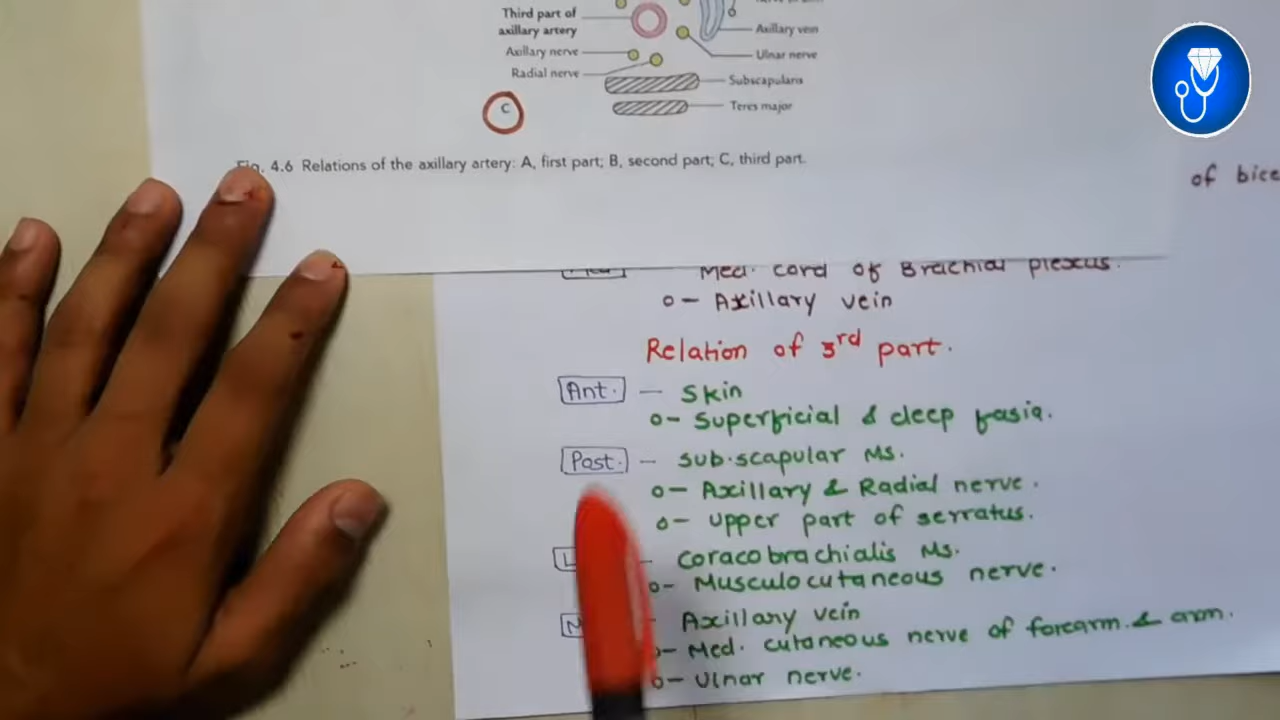 Third part of
axillary artery
Axillary vein
Axillary nerve
Ulnar nerve
Radial nerve
Subscapularis
Teres major
C
Fig. 4.6 Relations of the axillary artery: A, first part; B, second part; C, third part.
of bice
Med. cord of Brachial plexus.
o- Axillary vein
Relation of 3rd part.
Ant. - Skin
o- Superficial & deep fasia.
Post. - Sub.scapular Ms.
o- Axillary & Radial nerve.
o- Upper part of serratus.
L - Coracobrachialis Ms.
o- Musculocutaneous nerve.
M - Axillary vein
o- Med. cutaneous nerve of forearm. & arm.
o- Ulnar nerve.